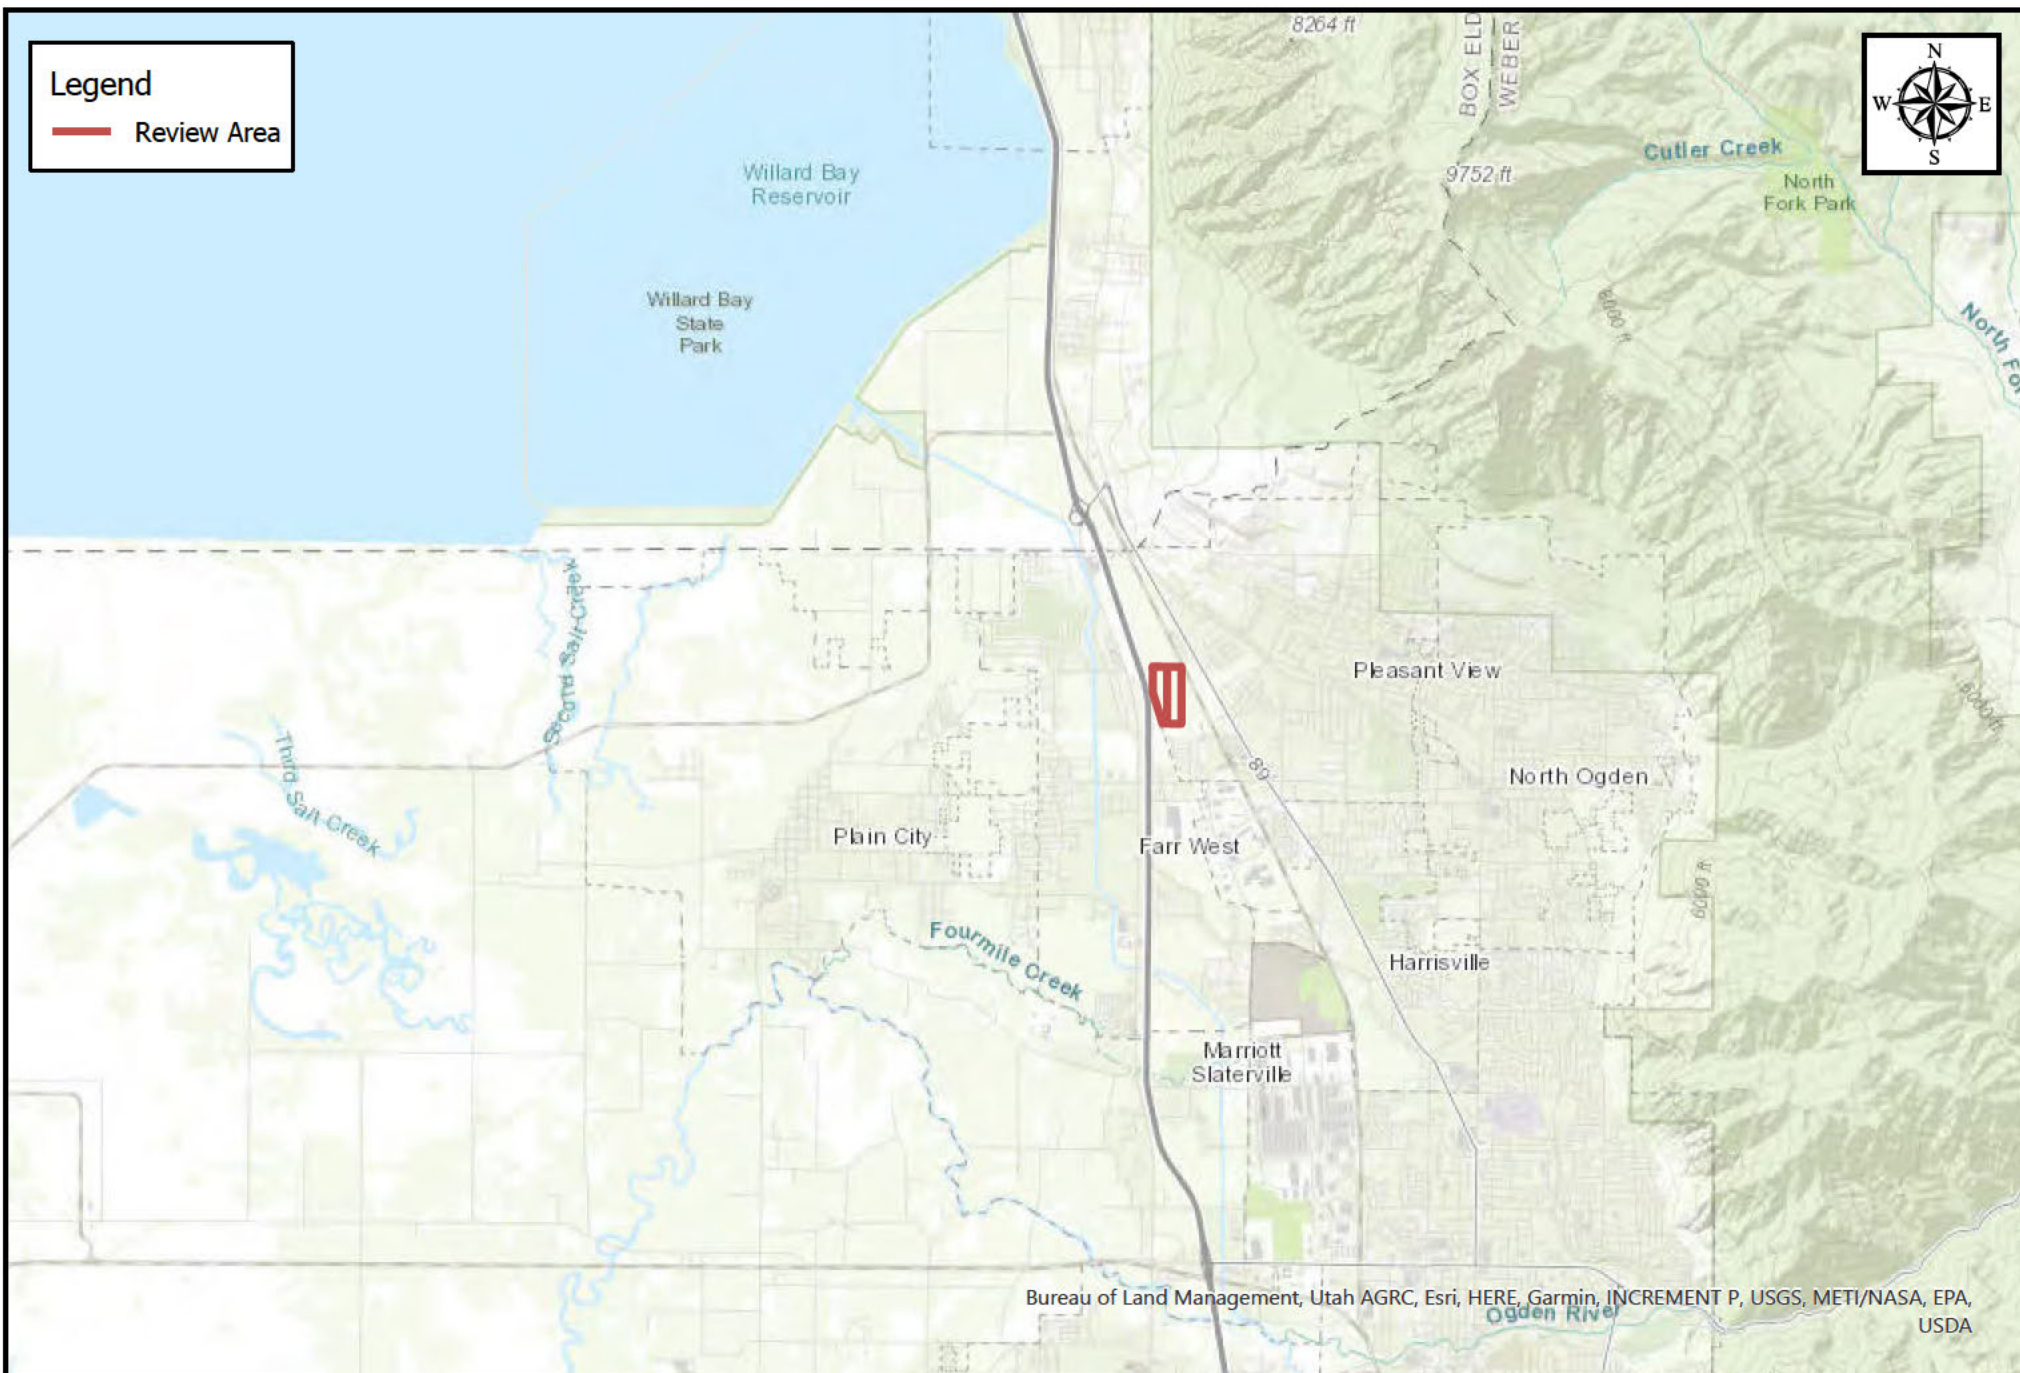 Legend
Review Area
8264 ft
BOX ELD
WEBER
N
W
E
S
Cutler Creek
9752 ft
North
Fork Park
Willard Bay
Reservoir
Willard Bay
State
Park
6000 ft
North Fo
Second Salt Creek
Pleasant View
6000 ft
Third Salt Creek
89
North Ogden
Plain City
Farr West
6000 ft
Fourmile Creek
Harrisville
Marriott
Slaterville
Bureau of Land Management, Utah AGRC, Esri, HERE, Garmin, INCREMENT P, USGS, METI/NASA, EPA,
USDA
Ogden River